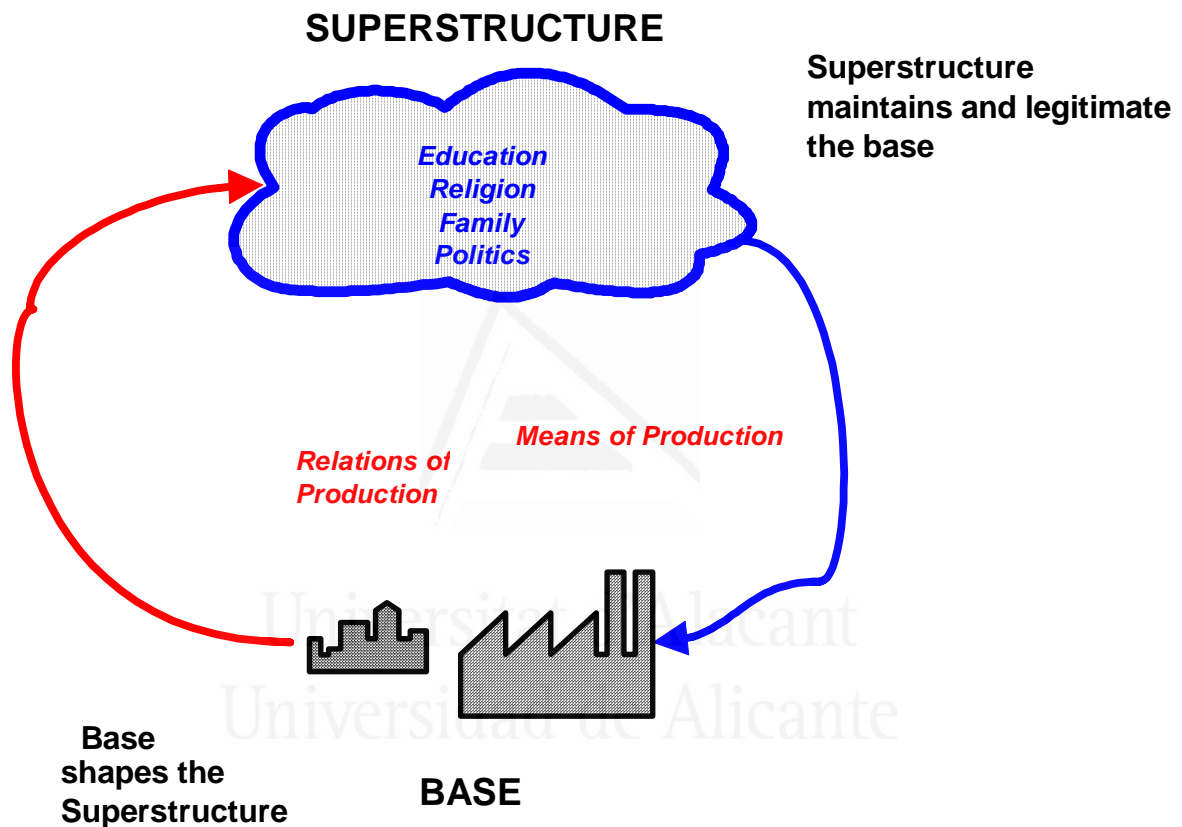 SUPERSTRUCTURE
Superstructure
maintains and legitimate
the base
Education
Religion
Family
Politics
Means of Production
Relations of
Production
Universitat d'Alacant
Universidad de Alicante
Base
shapes the
Superstructure
BASE